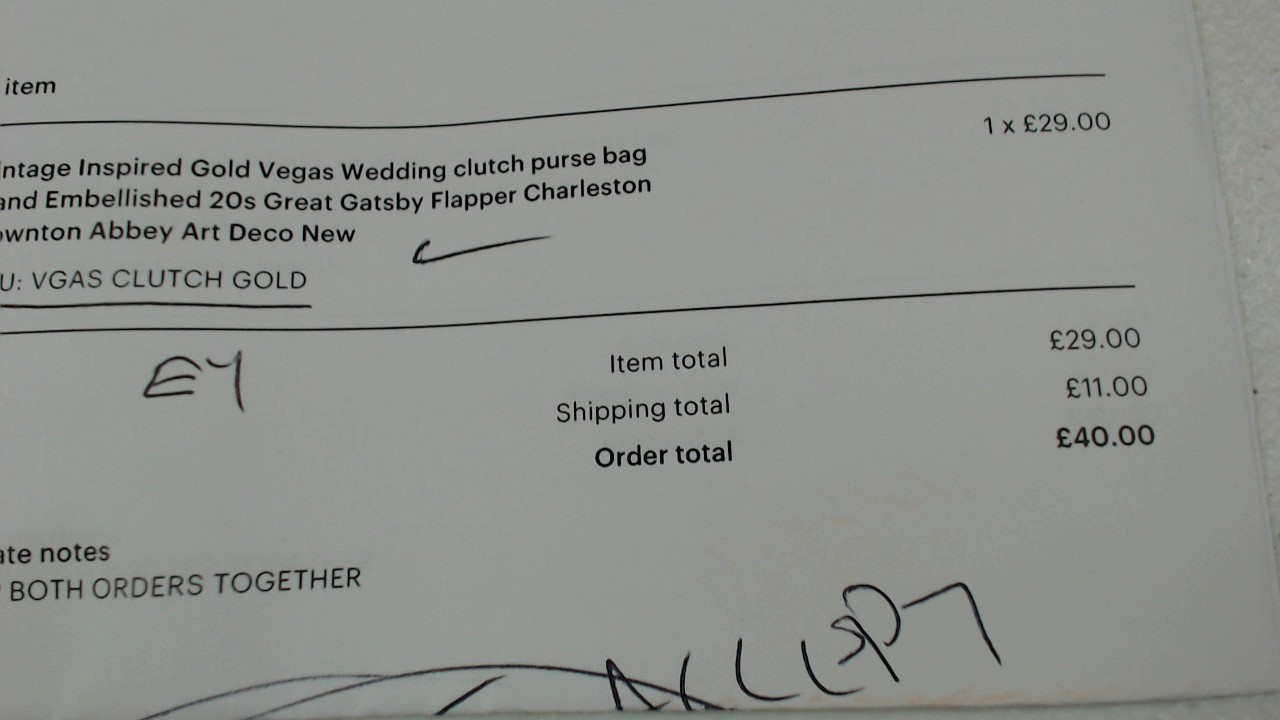 item
1 x £29.00
intage Inspired Gold Vegas Wedding clutch purse bag
and Embellished 20s Great Gatsby Flapper Charleston
ownton Abbey Art Deco New
U: VGAS CLUTCH GOLD
Item total £29.00
Shipping total £11.00
Order total £40.00
ate notes
BOTH ORDERS TOGETHER